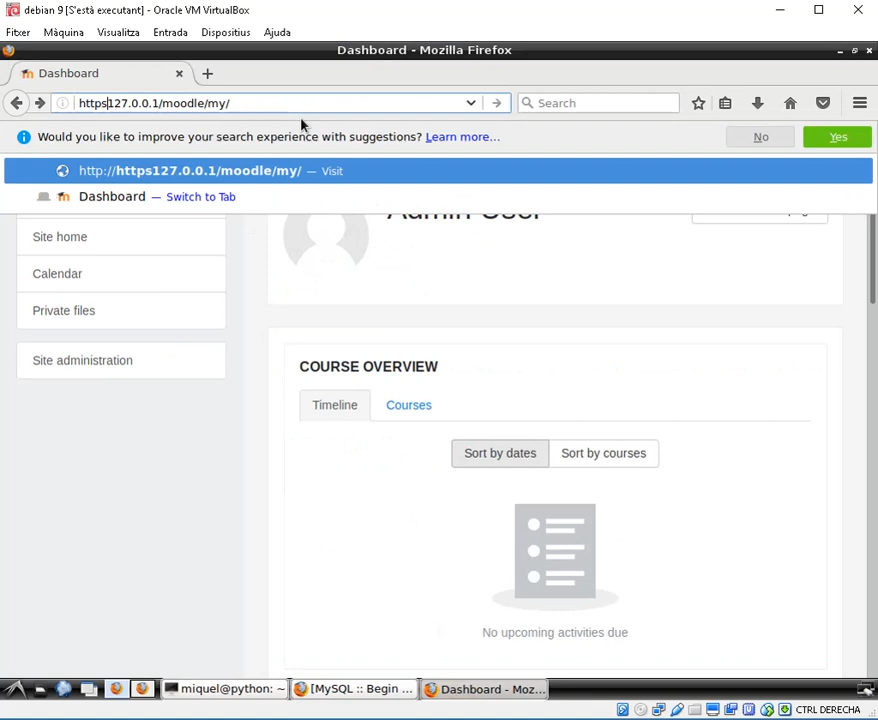 debian 9 [S'està executant] - Oracle VM VirtualBox
Fitxer Màquina Visualitza Entrada Dispositius Ajuda
Dashboard - Mozilla Firefox
Dashboard
https127.0.0.1/moodle/my/
Search
Would you like to improve your search experience with suggestions? Learn more...
No
Yes
http://https127.0.0.1/moodle/my/ — Visit
Dashboard — Switch to Tab
Admin User
Site home
Calendar
Private files
Site administration
COURSE OVERVIEW
Timeline Courses
Sort by dates Sort by courses
No upcoming activities due
miquel@python: ~ [MySQL :: Begin ... Dashboard - Moz...
CTRL DERECHA